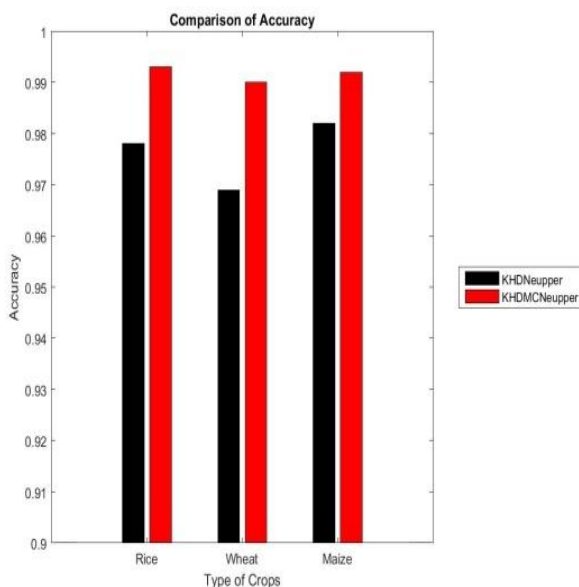 Comparison of Accuracy
1
0.99
0.98
0.97
0.96
0.95
0.94
0.93
0.92
0.91
0.9
Accuracy
Rice Wheat Maize
Type of Crops
KHDNeupper
KHDMCNeupper